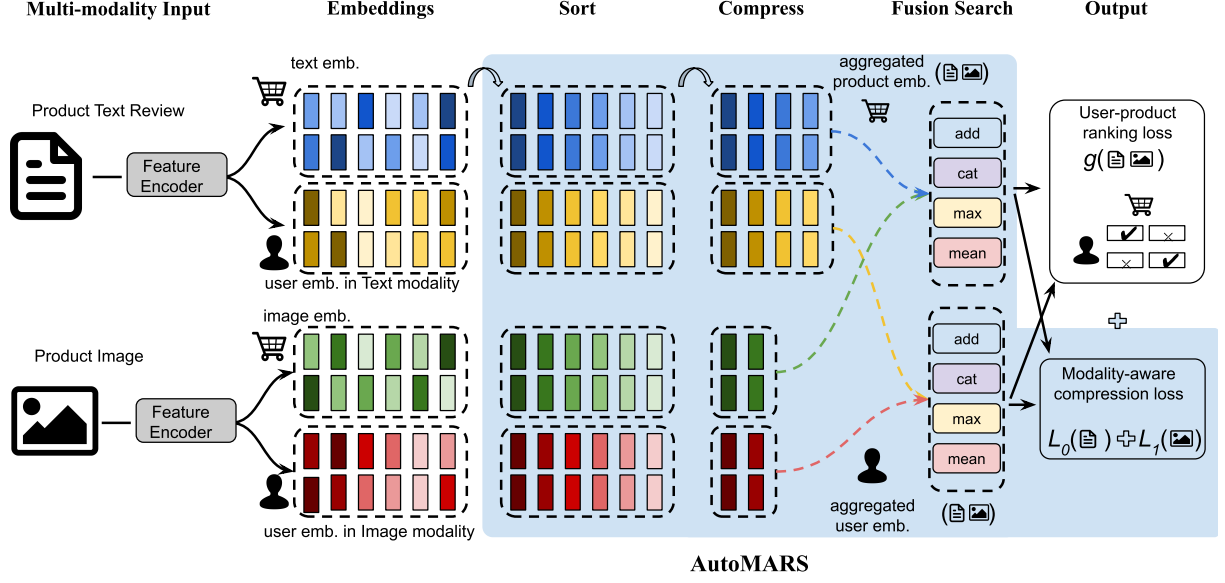 Multi-modality Input
Embeddings
Sort
Compress
Fusion Search
Output
Product Text Review
Feature
Encoder
text emb.
user emb. in Text modality
Product Image
Feature
Encoder
image emb.
user emb. in Image modality
aggregated
product emb.
( )
add
cat
max
mean
add
cat
max
mean
aggregated
user emb.
( )
User-product
ranking loss
g( )
+
Modality-aware
compression loss
L0( ) + L1( )
AutoMARS